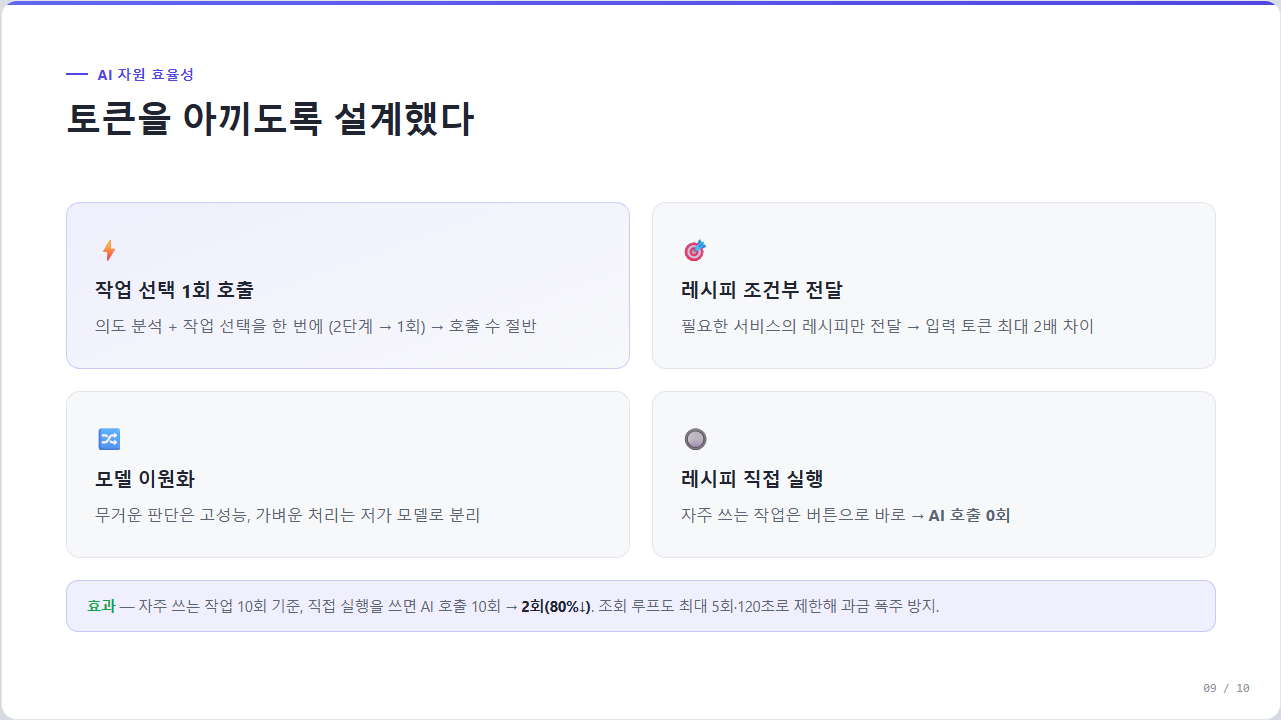 AI 자원 효율성
토큰을 아끼도록 설계했다
작업 선택 1회 호출
의도 분석 + 작업 선택을 한 번에 (2단계 → 1회) → 호출 수 절반
레시피 조건부 전달
필요한 서비스의 레시피만 전달 → 입력 토큰 최대 2배 차이
모델 이원화
무거운 판단은 고성능, 가벼운 처리는 저가 모델로 분리
레시피 직접 실행
자주 쓰는 작업은 버튼으로 바로 → AI 호출 0회
효과 — 자주 쓰는 작업 10회 기준, 직접 실행을 쓰면 AI 호출 10회 → 2회(80%↓). 조회 루프도 최대 5회·120초로 제한해 과금 폭주 방지.
09 / 10